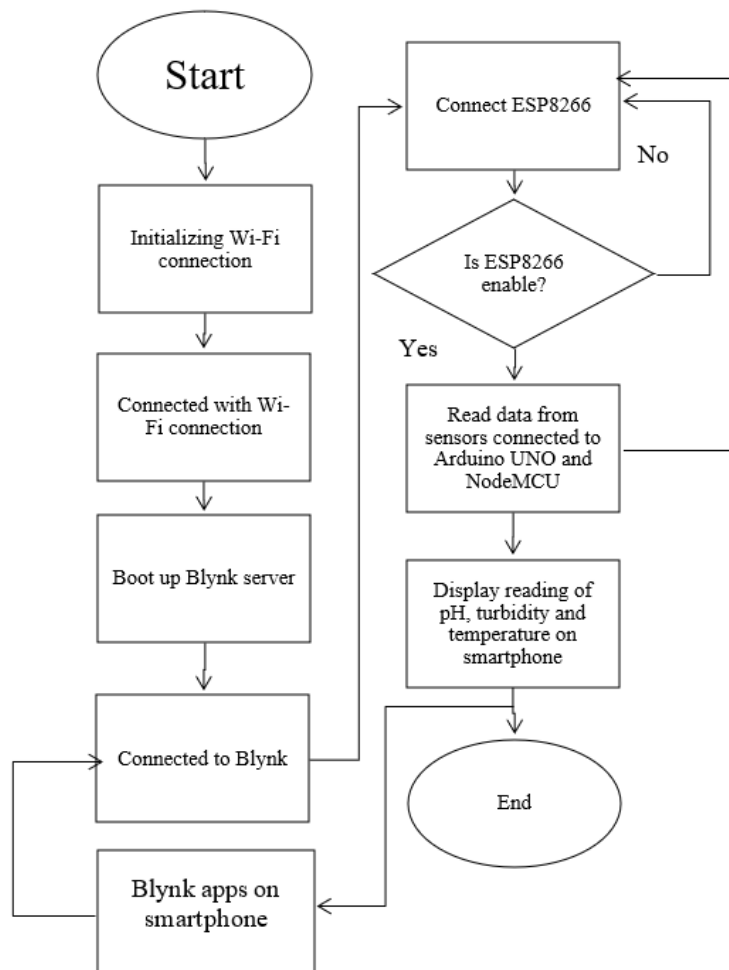 Start
Initializing Wi-Fi
connection
Connected with Wi-
Fi connection
Boot up Blynk server
Connected to Blynk
Blynk apps on
smartphone
Connect ESP8266
No
Is ESP8266
enable?
Yes
Read data from
sensors connected to
Arduino UNO and
NodeMCU
Display reading of
pH, turbidity and
temperature on
smartphone
End